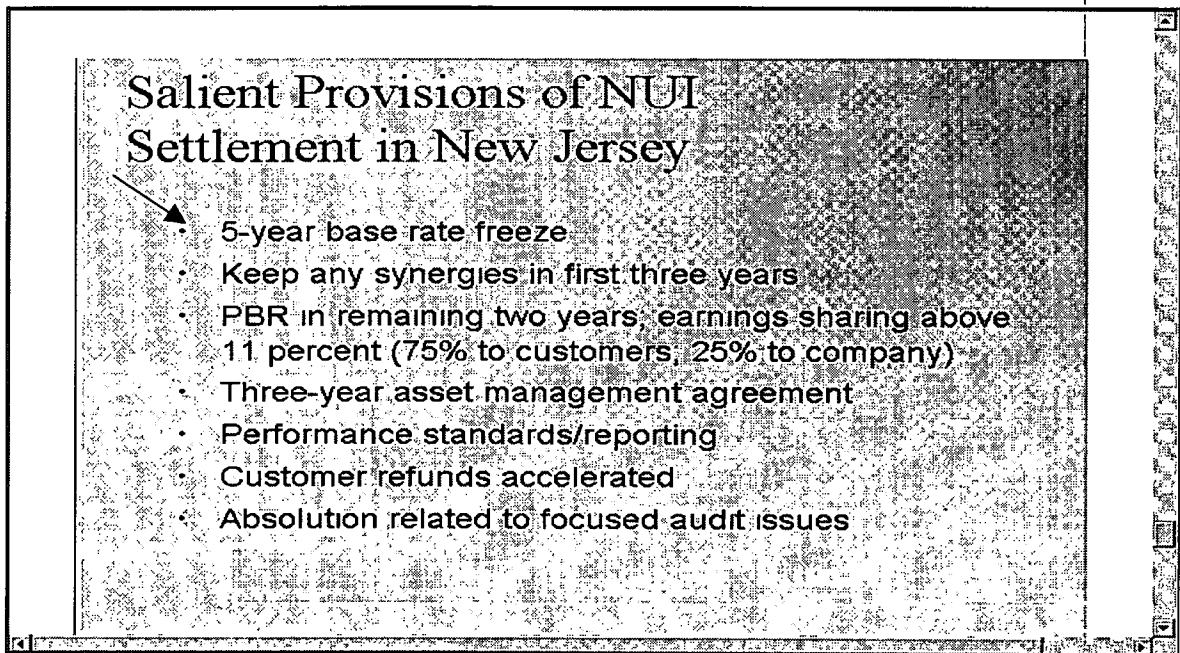 Salient Provisions of NUI
Settlement in New Jersey
· 5-year base rate freeze
· Keep any synergies in first three years
· PBR in remaining two years, earnings sharing above
11 percent (75% to customers, 25% to company)
· Three-year asset management agreement
· Performance standards/reporting
· Customer refunds accelerated
· Absolution related to focused audit issues